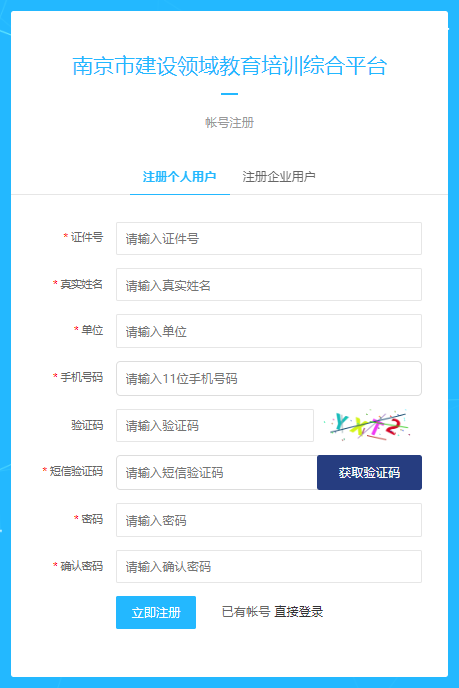 南京市建设领域教育培训综合平台
帐号注册
注册个人用户 注册企业用户
* 证件号 请输入证件号
* 真实姓名 请输入真实姓名
* 单位 请输入单位
* 手机号码 请输入11位手机号码
验证码 请输入验证码
* 短信验证码 请输入短信验证码 获取验证码
* 密码 请输入密码
* 确认密码 请输入确认密码
立即注册 已有帐号 直接登录